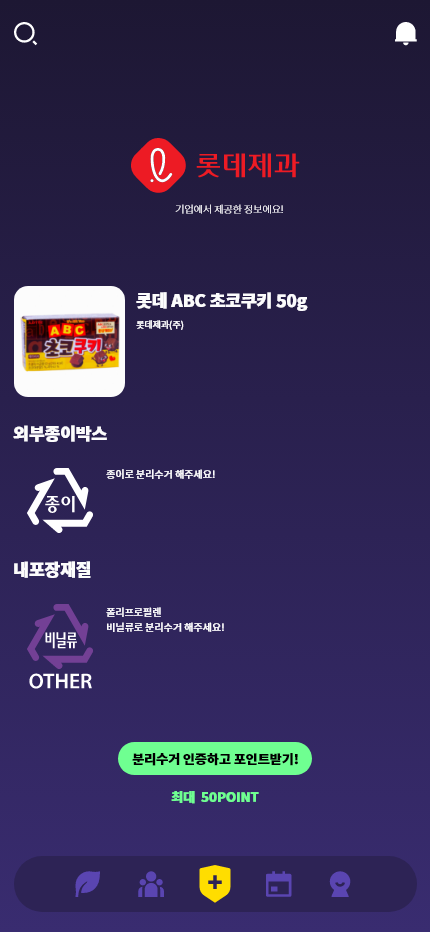 롯데제과
기업에서 제공한 정보에요!
롯데 ABC 초코쿠키 50g
롯데제과(주)
ABC
초코쿠키
외부종이박스
종이로 분리수거 해주세요!
종이
내포장재질
폴리프로필렌
비닐류로 분리수거 해주세요!
비닐류
OTHER
분리수거 인증하고 포인트받기!
최대 50POINT